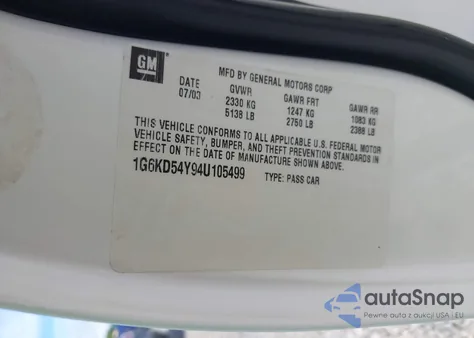 GM
MFD BY GENERAL MOTORS CORP
DATE GVWR GAWR FRT GAWR RR
07/03 2330 KG 1247 KG 1083 KG
5138 LB 2750 LB 2388 LB
THIS VEHICLE CONFORMS TO ALL APPLICABLE U.S. FEDERAL MOTOR
VEHICLE SAFETY, BUMPER, AND THEFT PREVENTION STANDARDS IN
EFFECT ON THE DATE OF MANUFACTURE SHOWN ABOVE.
1G6KD54Y94U105499 TYPE: PASS CAR
autoSnap
Pewne auta z aukcji USA | EU